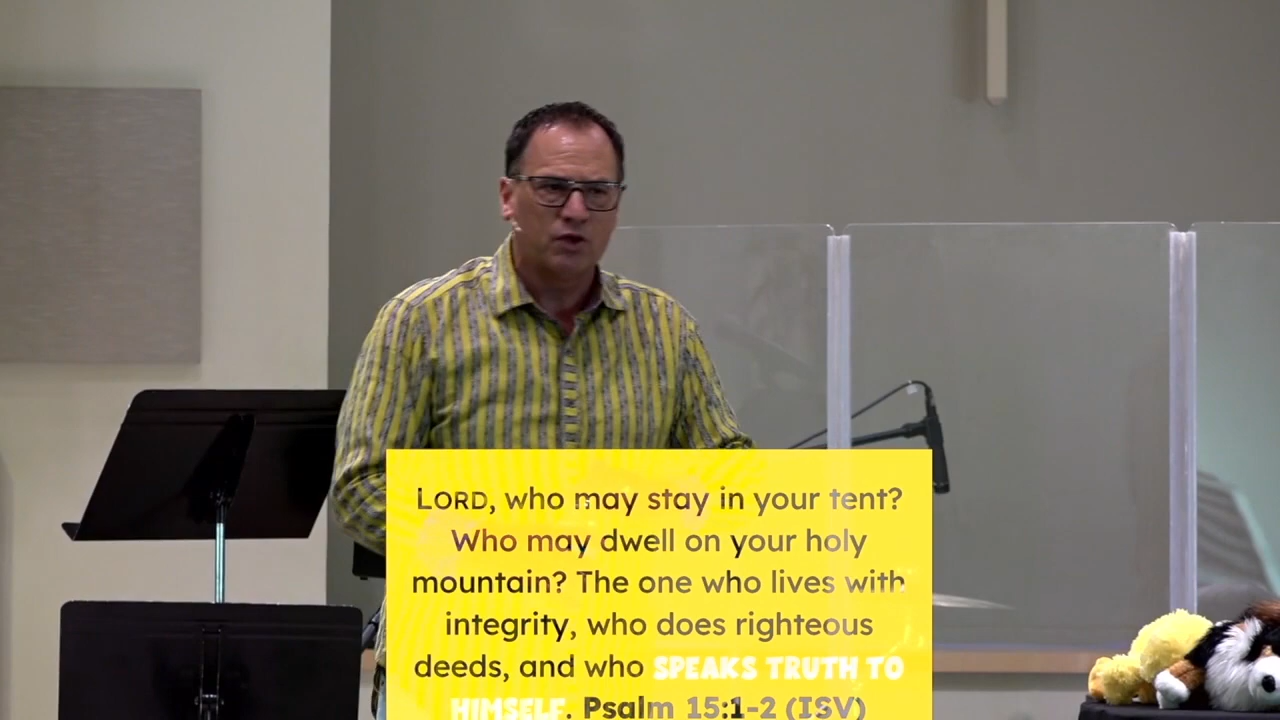 LORD, who may stay in your tent?
Who may dwell on your holy
mountain? The one who lives with
integrity, who does righteous
deeds, and who SPEAKS TRUTH TO
HIMSELF. Psalm 15:1-2 (ISV)